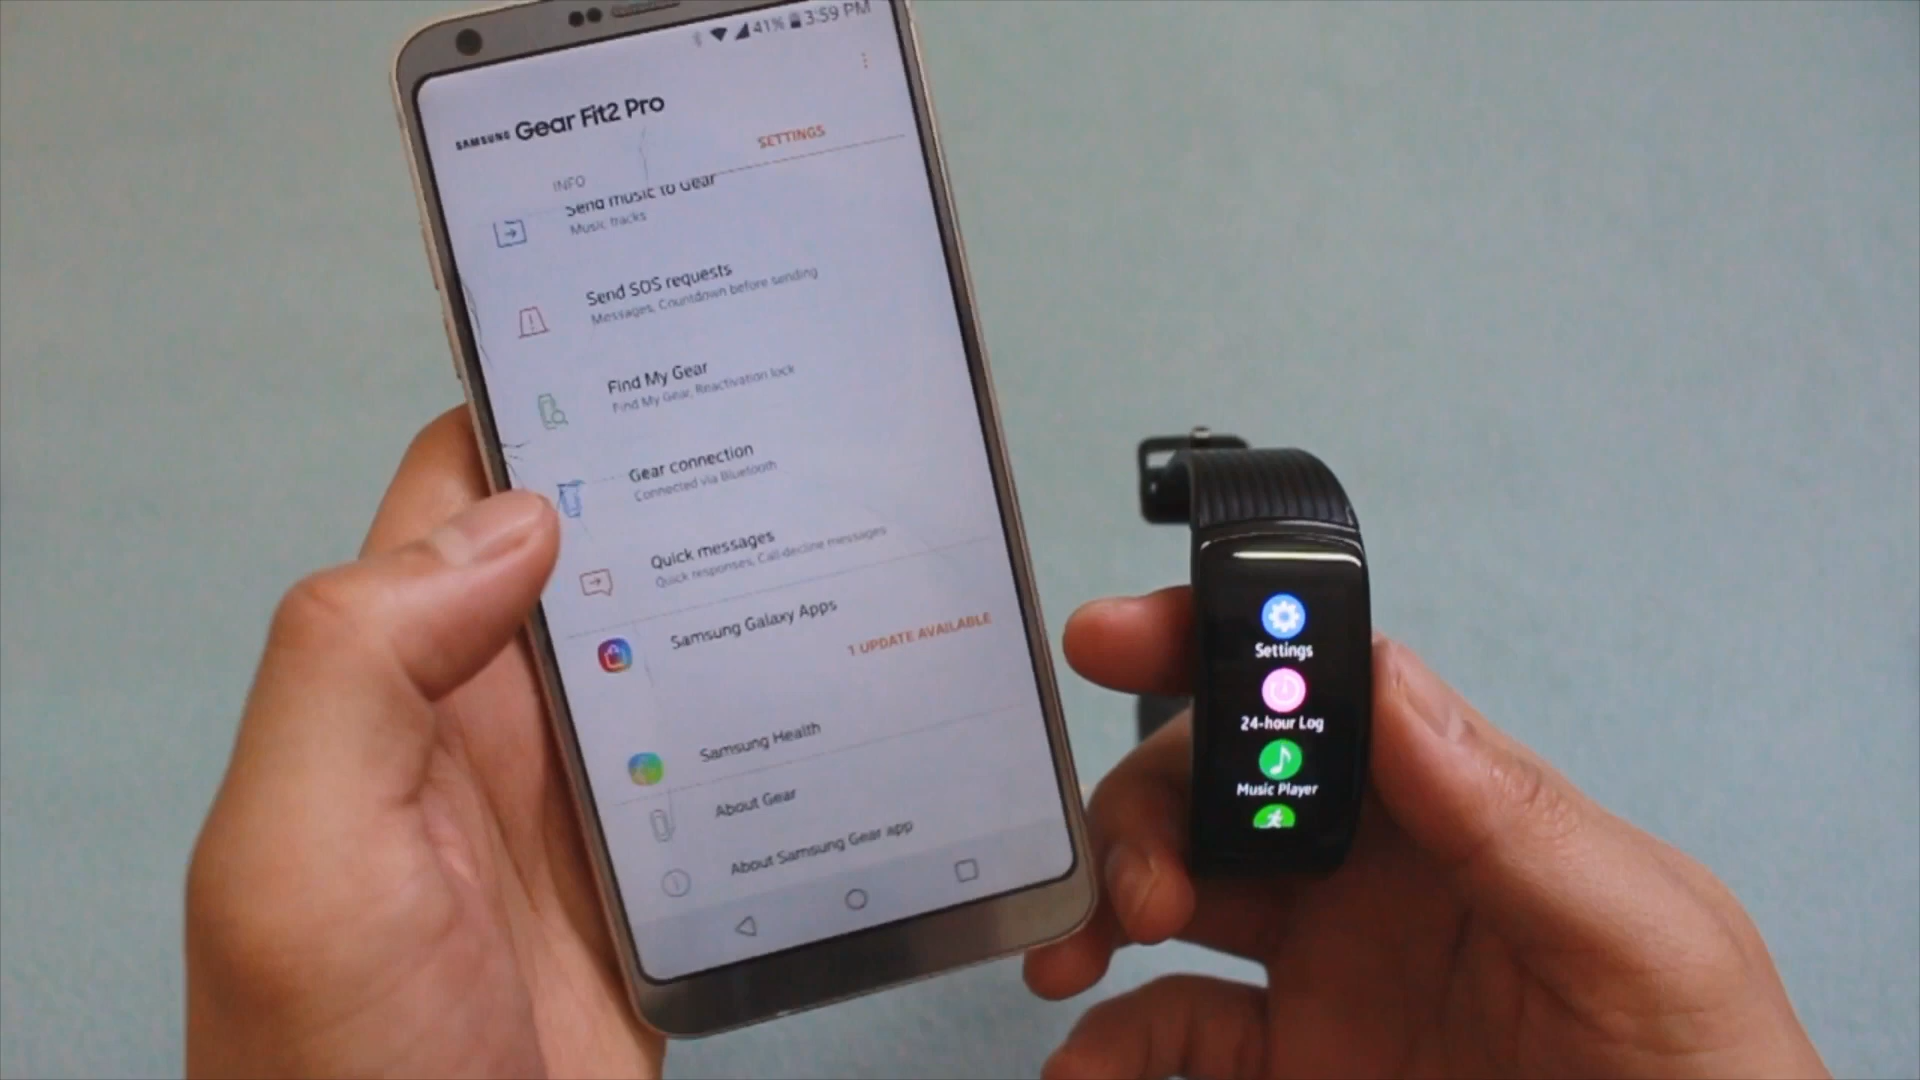 41% 3:59 PM
SAMSUNG Gear Fit2 Pro
INFO
SETTINGS
Send music to Gear
Music tracks
Send SOS requests
Messages, Countdown before sending
Find My Gear
Find My Gear, Reactivation lock
Gear connection
Connected via Bluetooth
Quick messages
Quick responses, Call-decline messages
Samsung Galaxy Apps
1 UPDATE AVAILABLE
Samsung Health
About Gear
About Samsung Gear app
Settings
24-hour Log
Music Player